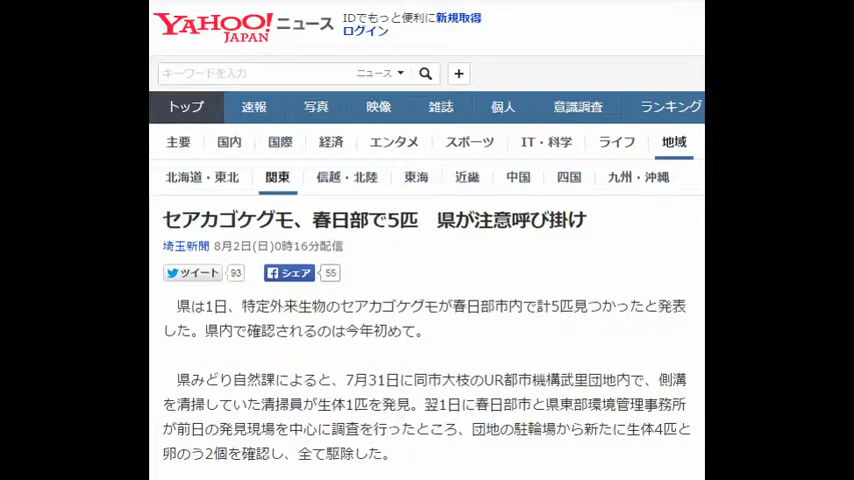 YAHOO! JAPAN ニュース
IDでもっと便利に新規取得
ログイン
キーワードを入力 ニュース
トップ 速報 写真 映像 雑誌 個人 意識調査 ランキング
主要 国内 国際 経済 エンタメ スポーツ IT・科学 ライフ 地域
北海道・東北 関東 信越・北陸 東海 近畿 中国 四国 九州・沖縄
セアカゴケグモ、春日部で5匹 県が注意呼び掛け
埼玉新聞 8月2日(日)0時16分配信
ツイート 93 シェア 55
県は1日、特定外来生物のセアカゴケグモが春日部市内で計5匹見つかったと発表
した。県内で確認されるのは今年初めて。
県みどり自然課によると、7月31日に同市大枝のUR都市機構武里団地内で、側溝
を清掃していた清掃員が生体1匹を発見。翌1日に春日部市と県東部環境管理事務所
が前日の発見現場を中心に調査を行ったところ、団地の駐輪場から新たに生体4匹と
卵のう2個を確認し、全て駆除した。